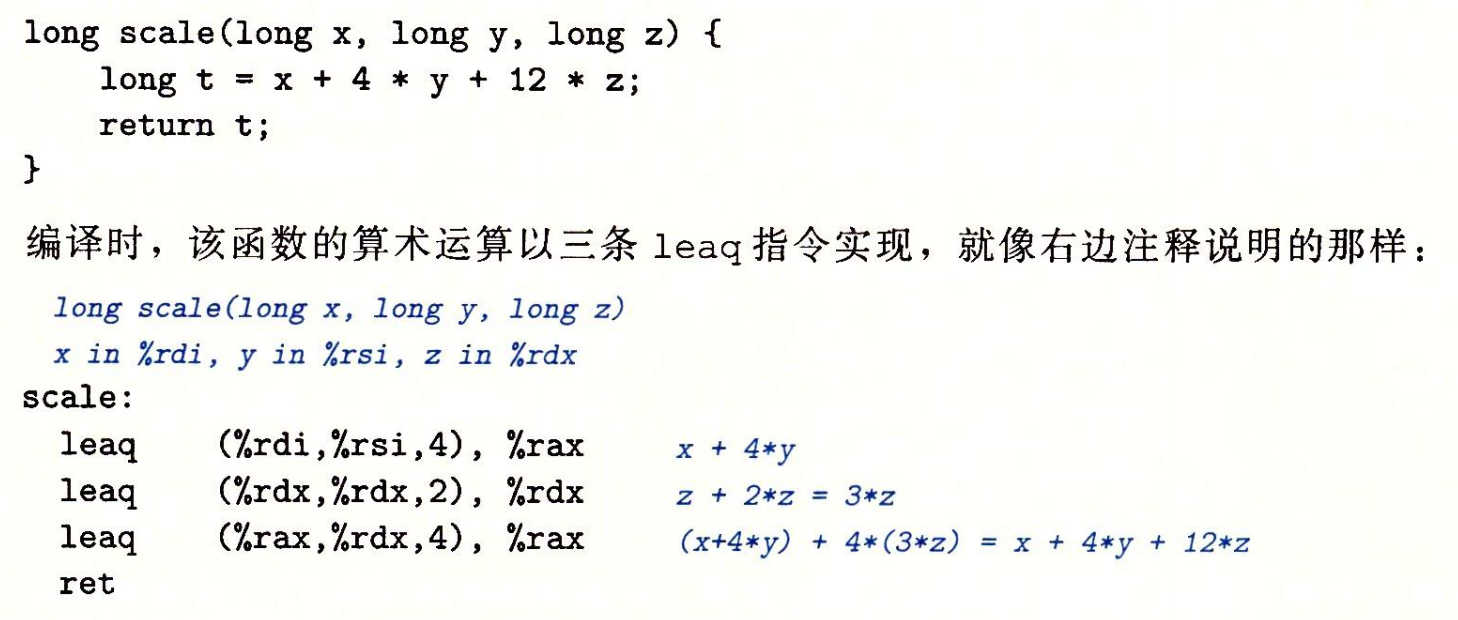 long scale(long x, long y, long z) {
    long t = x + 4 * y + 12 * z;
    return t;
}
编译时，该函数的算术运算以三条 leaq 指令实现，就像右边注释说明的那样：
long scale(long x, long y, long z)
x in %rdi, y in %rsi, z in %rdx
scale:
leaq (%rdi,%rsi,4), %rax x + 4*y
leaq (%rdx,%rdx,2), %rdx z + 2*z = 3*z
leaq (%rax,%rdx,4), %rax (x+4*y) + 4*(3*z) = x + 4*y + 12*z
ret